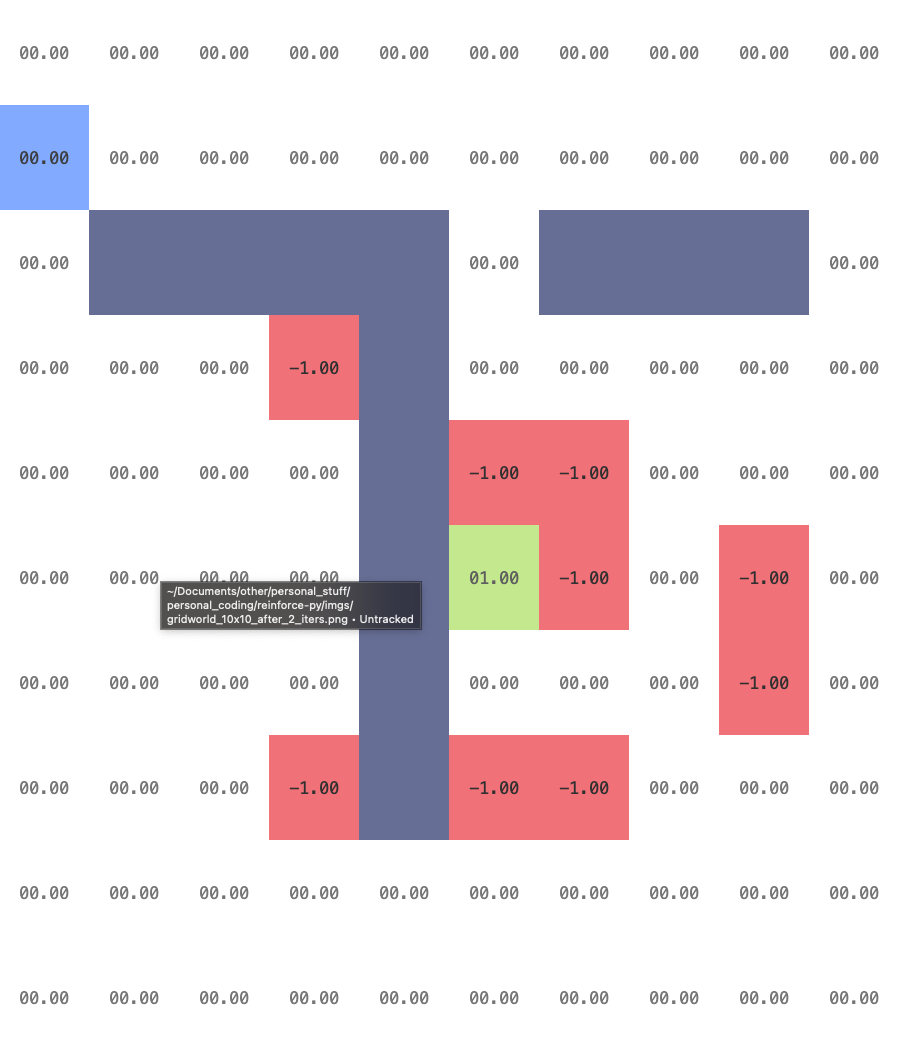 00.00 00.00 00.00 00.00 00.00 00.00 00.00 00.00 00.00 00.00
00.00 00.00 00.00 00.00 00.00 00.00 00.00 00.00 00.00 00.00
00.00 00.00 00.00
00.00 00.00 00.00 -1.00 00.00 00.00 00.00 00.00 00.00
00.00 00.00 00.00 00.00 -1.00 -1.00 00.00 00.00 00.00
00.00 00.00 00.00 00.00 01.00 -1.00 00.00 -1.00 00.00
~/Documents/other/personal_stuff/
personal_coding/reinforce-py/imgs/
gridworld_10x10_after_2_iters.png • Untracked
00.00 00.00 00.00 00.00 00.00 00.00 00.00 -1.00 00.00
00.00 00.00 00.00 -1.00 -1.00 -1.00 00.00 00.00 00.00
00.00 00.00 00.00 00.00 00.00 00.00 00.00 00.00 00.00 00.00
00.00 00.00 00.00 00.00 00.00 00.00 00.00 00.00 00.00 00.00